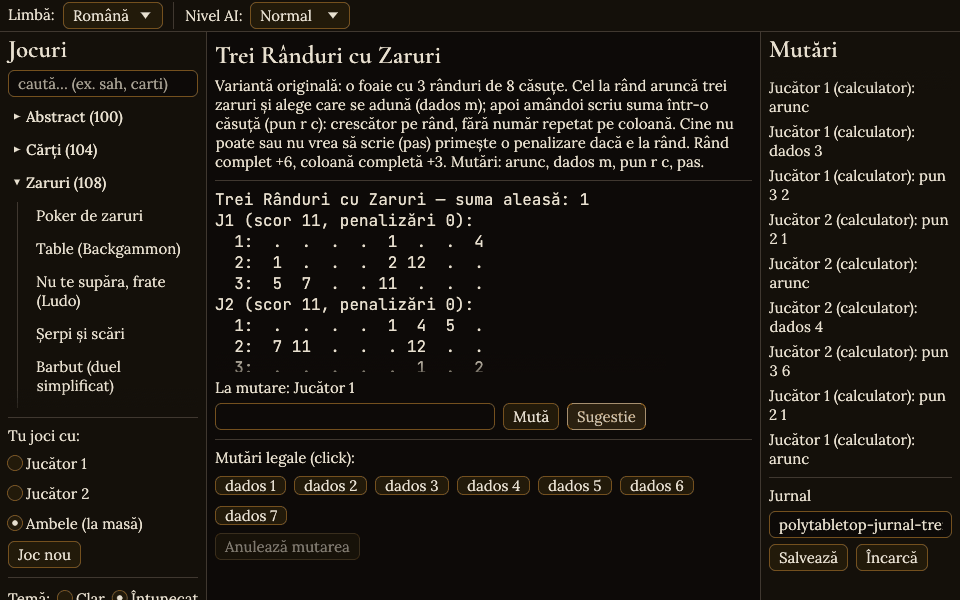 Limbă: Română ▼ Nivel AI: Normal ▼
Jocuri
caută... (ex. sah, carti)
▸ Abstract (100)
▸ Cărți (104)
▾ Zaruri (108)
Poker de zaruri
Table (Backgammon)
Nu te supăra, frate
(Ludo)
Șerpi și scări
Barbut (duel
simplificat)
Tu joci cu:
Jucător 1
Jucător 2
Ambele (la masă)
Joc nou
Temă: Clar Întunecat
Trei Rânduri cu Zaruri
Variantă originală: o foaie cu 3 rânduri de 8 căsuțe. Cel la rând aruncă trei
zaruri și alege care se adună (dados m); apoi amândoi scriu suma într-o
căsuță (pun r c): crescător pe rând, fără număr repetat pe coloană. Cine nu
poate sau nu vrea să scrie (pas) primește o penalizare dacă e la rând. Rând
complet +6, coloană completă +3. Mutări: arunc, dados m, pun r c, pas.
Trei Rânduri cu Zaruri — suma aleasă: 1
J1 (scor 11, penalizări 0):
1: . . . . 1 . . 4
2: 1 . . . 2 12 . .
3: 5 7 . . 11 . . .
J2 (scor 11, penalizări 0):
1: . . . . 1 4 5 .
2: 7 11 . . . 12 . .
3: . . . . . 1 . 2
La mutare: Jucător 1
Mută Sugestie
Mutări legale (click):
dados 1 dados 2 dados 3 dados 4 dados 5 dados 6
dados 7
Anulează mutarea
Mutări
Jucător 1 (calculator):
arunc
Jucător 1 (calculator):
dados 3
Jucător 1 (calculator): pun
3 2
Jucător 2 (calculator): pun
2 1
Jucător 2 (calculator):
arunc
Jucător 2 (calculator):
dados 4
Jucător 2 (calculator): pun
3 6
Jucător 1 (calculator): pun
2 1
Jucător 1 (calculator):
arunc
Jurnal
polytabletop-jurnal-tre
Salvează Încarcă